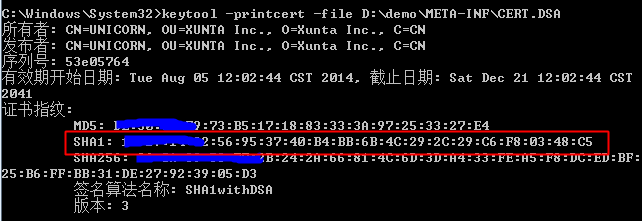 C:\Windows\System32>keytool -printcert -file D:\demo\META-INF\CERT.DSA
所有者: CN=UNICORN, OU=XUNTA Inc., O=Xunta Inc., C=CN
发布者: CN=UNICORN, OU=XUNTA Inc., O=Xunta Inc., C=CN
序列号: 53e05764
有效期开始日期: Tue Aug 05 12:02:44 CST 2014, 截止日期: Sat Dec 21 12:02:44 CST
2041
证书指纹:
MD5: :73:B5:17:18:83:33:3A:97:25:33:27:E4
SHA1: :56:95:37:40:B4:BB:6B:4C:29:2C:29:C6:F8:03:48:C5
SHA256: :24:2A:66:81:4C:6D:3D:A4:FE:35:AE:A5:F8:DC:ED:BF:
25:B6:FF:BB:31:DE:27:92:39:05:D3
签名算法名称: SHA1withDSA
版本: 3